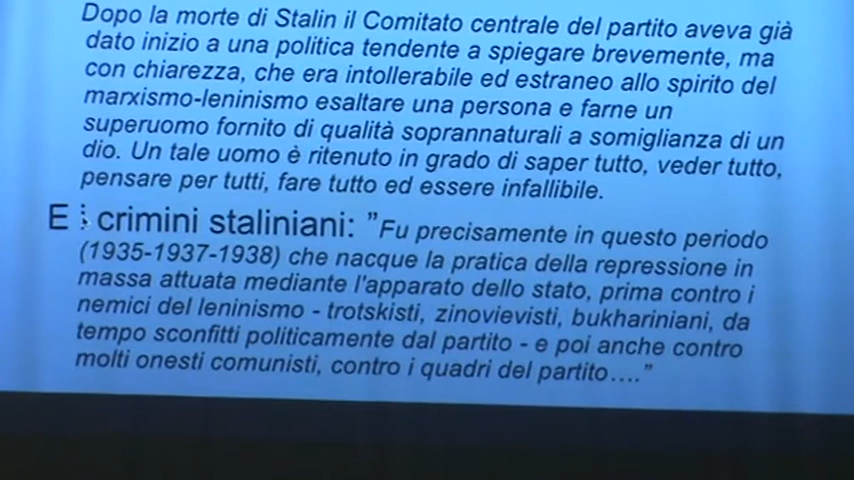 Dopo la morte di Stalin il Comitato centrale del partito aveva già
dato inizio a una politica tendente a spiegare brevemente, ma
con chiarezza, che era intollerabile ed estraneo allo spirito del
marxismo-leninismo esaltare una persona e farne un
superuomo fornito di qualità soprannaturali a somiglianza di un
dio. Un tale uomo è ritenuto in grado di saper tutto, veder tutto,
pensare per tutti, fare tutto ed essere infallibile.
E i crimini staliniani: ”Fu precisamente in questo periodo
(1935-1937-1938) che nacque la pratica della repressione in
massa attuata mediante l'apparato dello stato, prima contro i
nemici del leninismo - trotskisti, zinovievisti, bukhariniani, da
tempo sconfitti politicamente dal partito - e poi anche contro
molti onesti comunisti, contro i quadri del partito....”